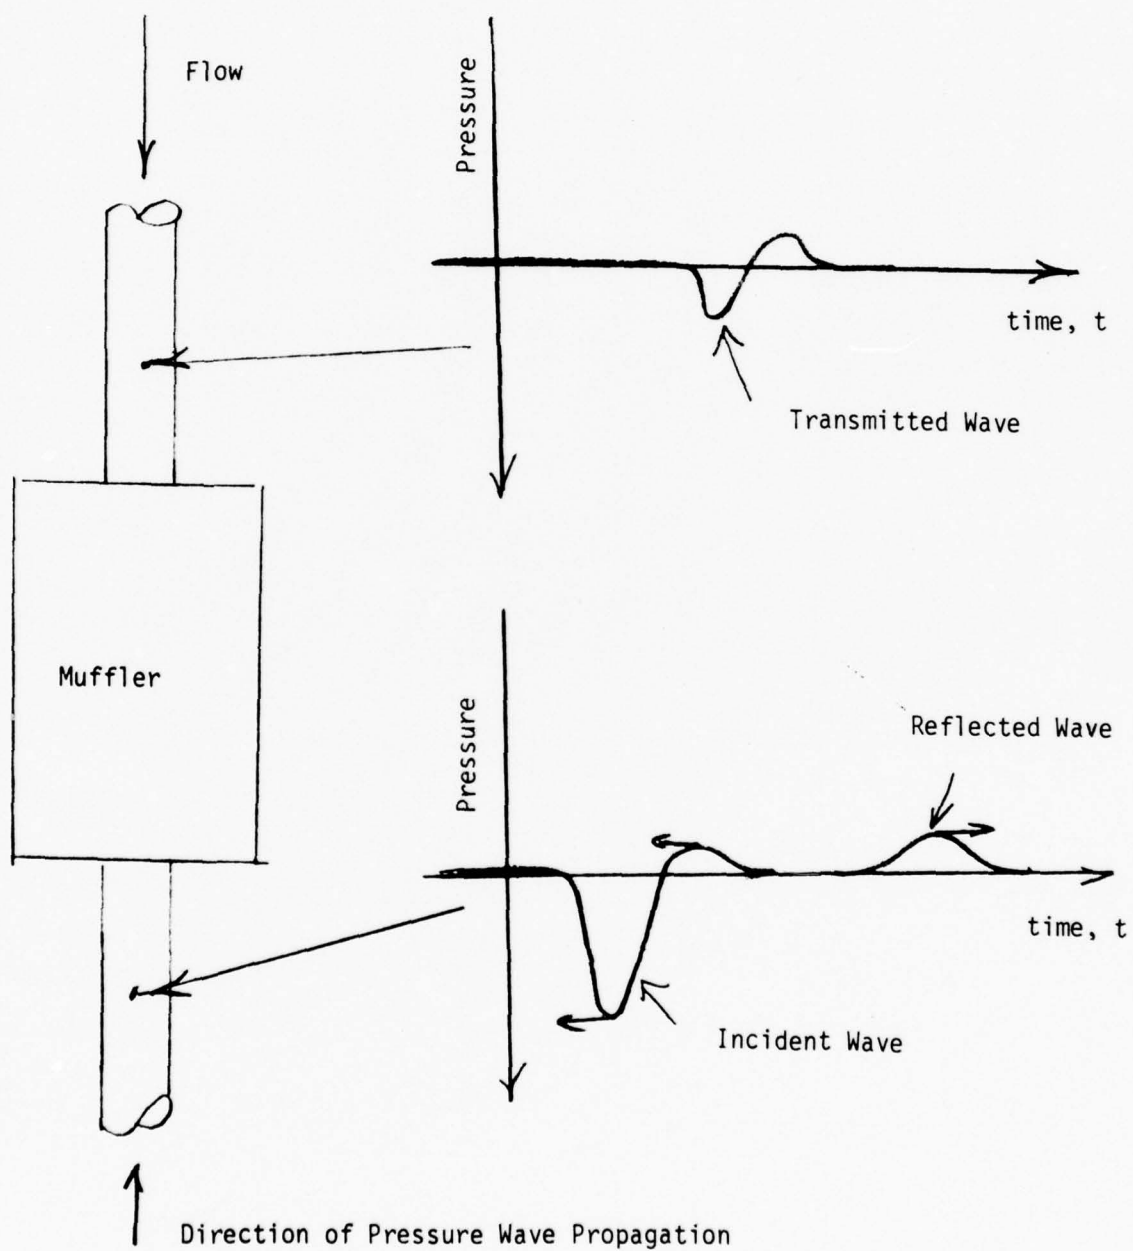 Flow
Pressure
time, t
Transmitted Wave
Muffler
Pressure
Reflected Wave
time, t
Incident Wave
Direction of Pressure Wave Propagation